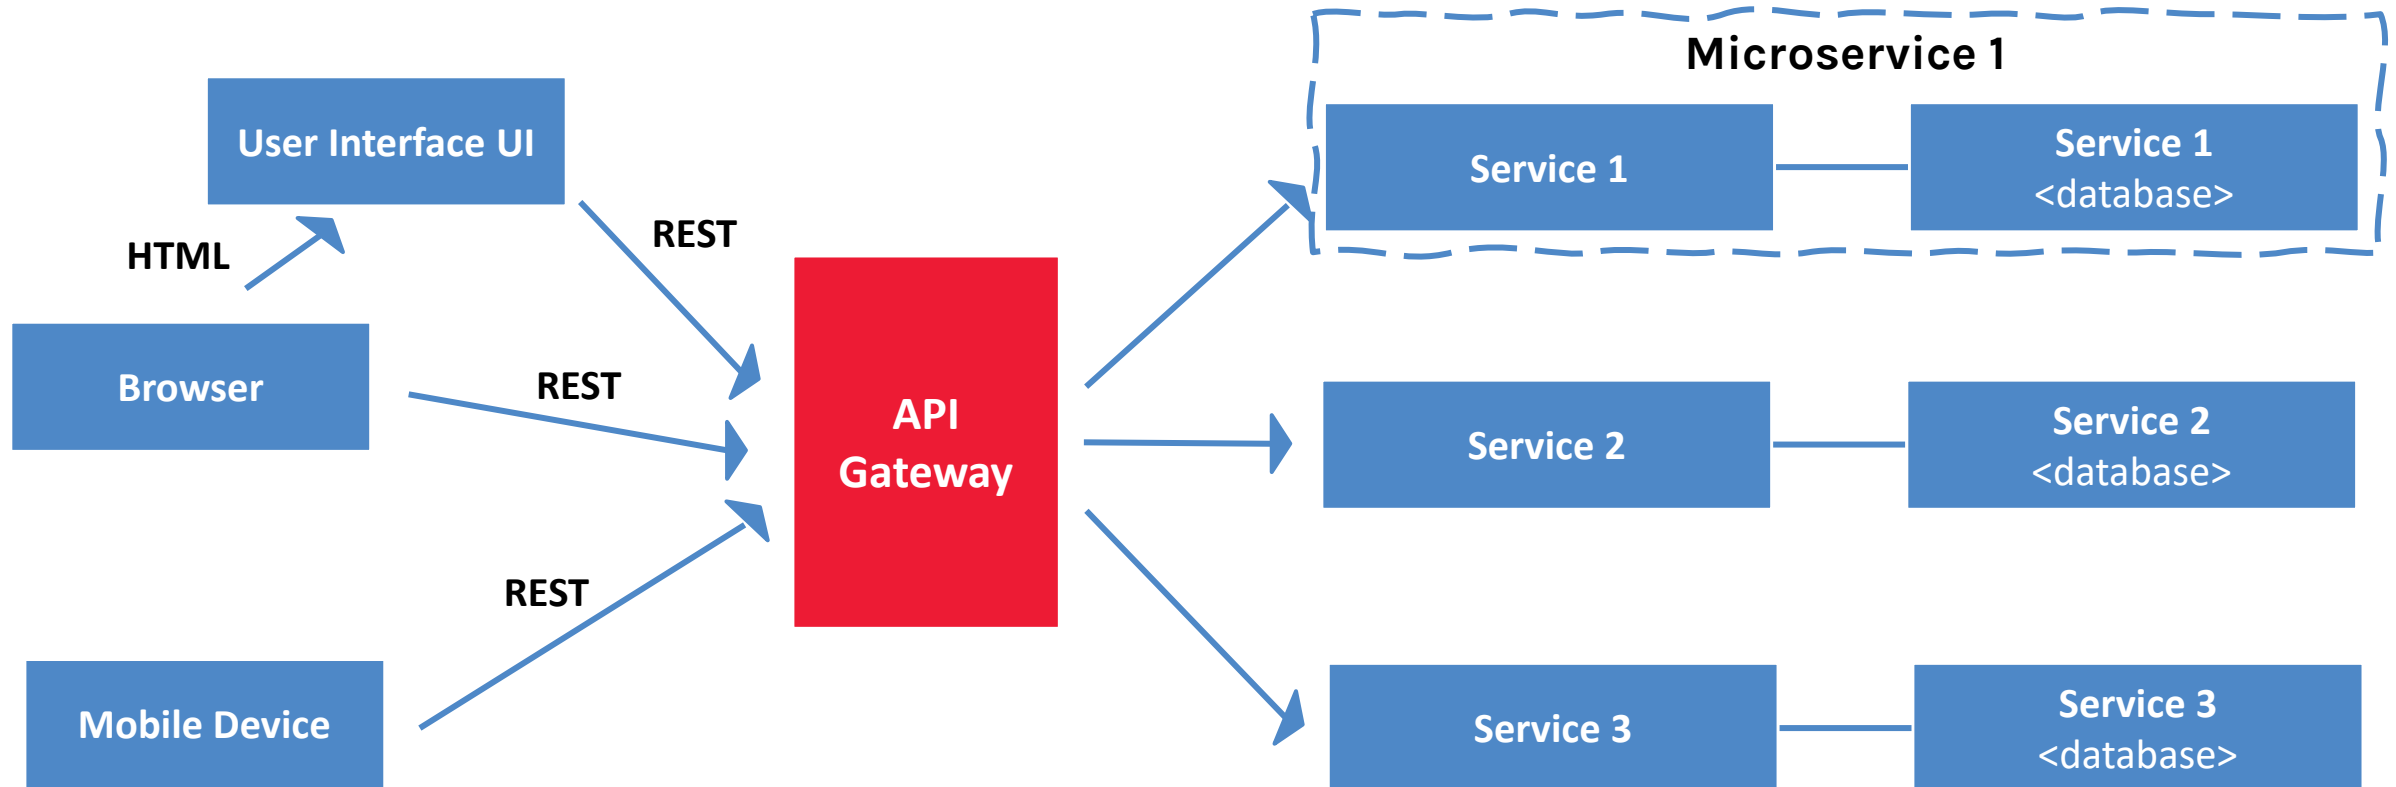 Microservice 1
User Interface UI
Service 1
Service 1
<database>
HTML
REST
Browser
REST
API
Gateway
Service 2
Service 2
<database>
REST
Mobile Device
Service 3
Service 3
<database>